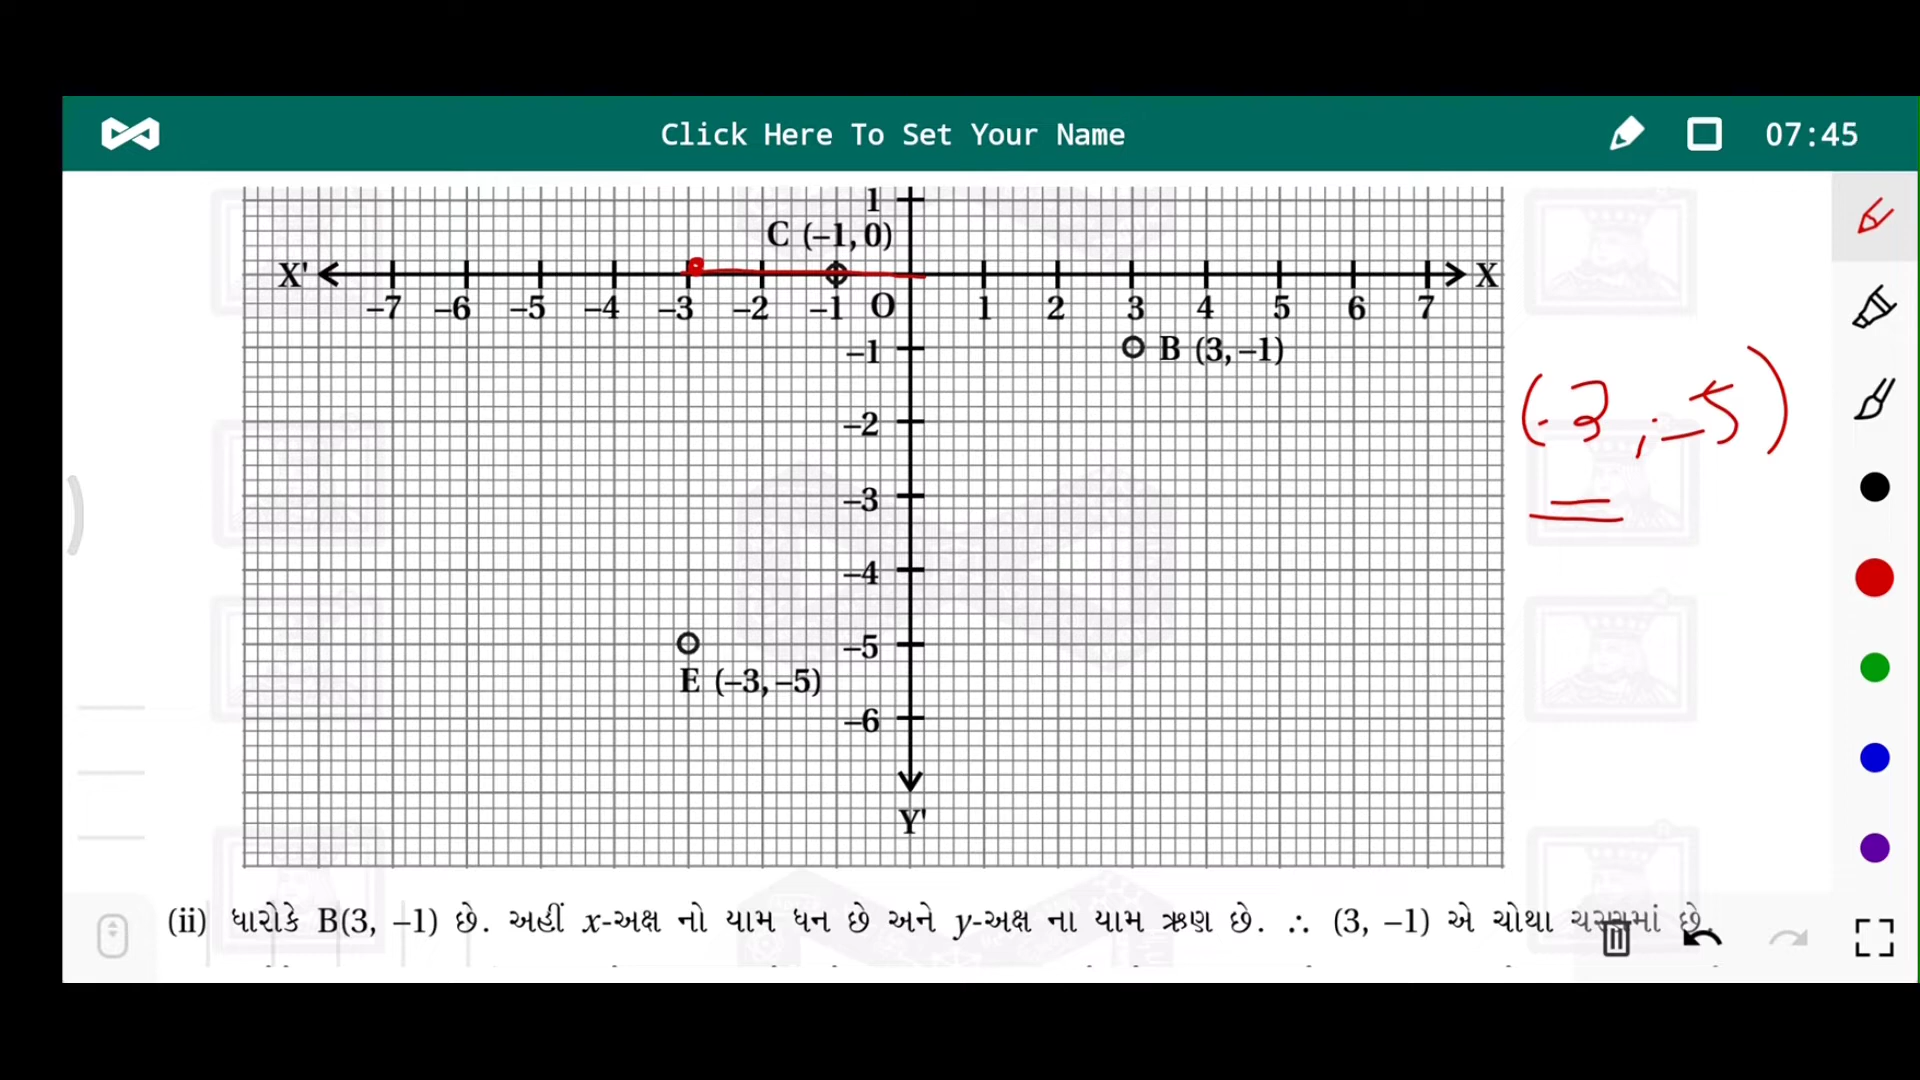 Click Here To Set Your Name
07:45
1
C (–1, 0)
X' –7 –6 –5 –4 –3 –2 –1 O 1 2 3 4 5 6 7 X
–1
B (3, –1)
(-3, -5)
–2
–3
–4
–5
E (–3, –5)
–6
Y'
(ii) ધારોકે B(3, –1) છે. અહીં x-અક્ષ નો યામ ધન છે અને y-અક્ષ ના યામ ઋણ છે. ∴ (3, –1) એ ચોથા ચરણમાં છે.